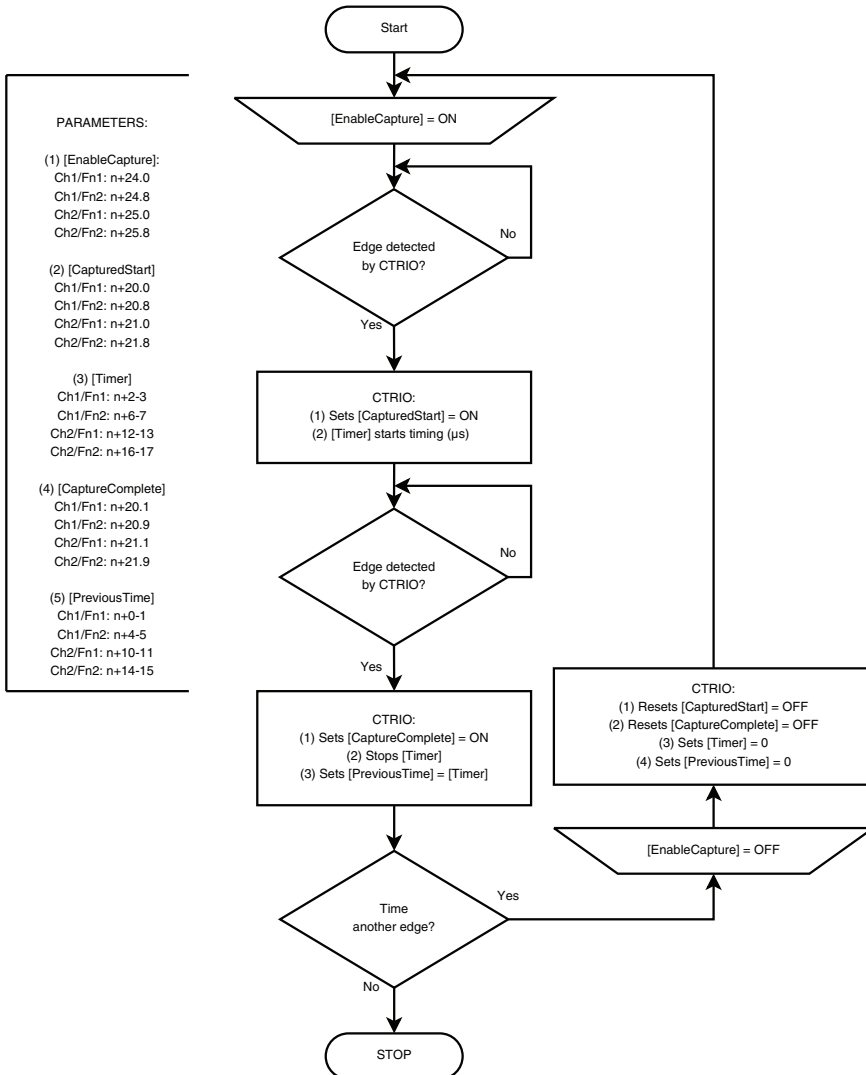 Start
PARAMETERS:
(1) [EnableCapture]:
Ch1/Fn1: n+24.0
Ch1/Fn2: n+24.8
Ch2/Fn1: n+25.0
Ch2/Fn2: n+25.8
(2) [CapturedStart]
Ch1/Fn1: n+20.0
Ch1/Fn2: n+20.8
Ch2/Fn1: n+21.0
Ch2/Fn2: n+21.8
(3) [Timer]
Ch1/Fn1: n+2-3
Ch1/Fn2: n+6-7
Ch2/Fn1: n+12-13
Ch2/Fn2: n+16-17
(4) [CaptureComplete]
Ch1/Fn1: n+20.1
Ch1/Fn2: n+20.9
Ch2/Fn1: n+21.1
Ch2/Fn2: n+21.9
(5) [PreviousTime]
Ch1/Fn1: n+0-1
Ch1/Fn2: n+4-5
Ch2/Fn1: n+10-11
Ch2/Fn2: n+14-15
[EnableCapture] = ON
Edge detected
by CTRIO?
No
Yes
CTRIO:
(1) Sets [CapturedStart] = ON
(2) [Timer] starts timing (µs)
Edge detected
by CTRIO?
No
Yes
CTRIO:
(1) Sets [CaptureComplete] = ON
(2) Stops [Timer]
(3) Sets [PreviousTime] = [Timer]
Time
another edge?
Yes
No
STOP
[EnableCapture] = OFF
CTRIO:
(1) Resets [CapturedStart] = OFF
(2) Resets [CaptureComplete] = OFF
(3) Sets [Timer] = 0
(4) Sets [PreviousTime] = 0